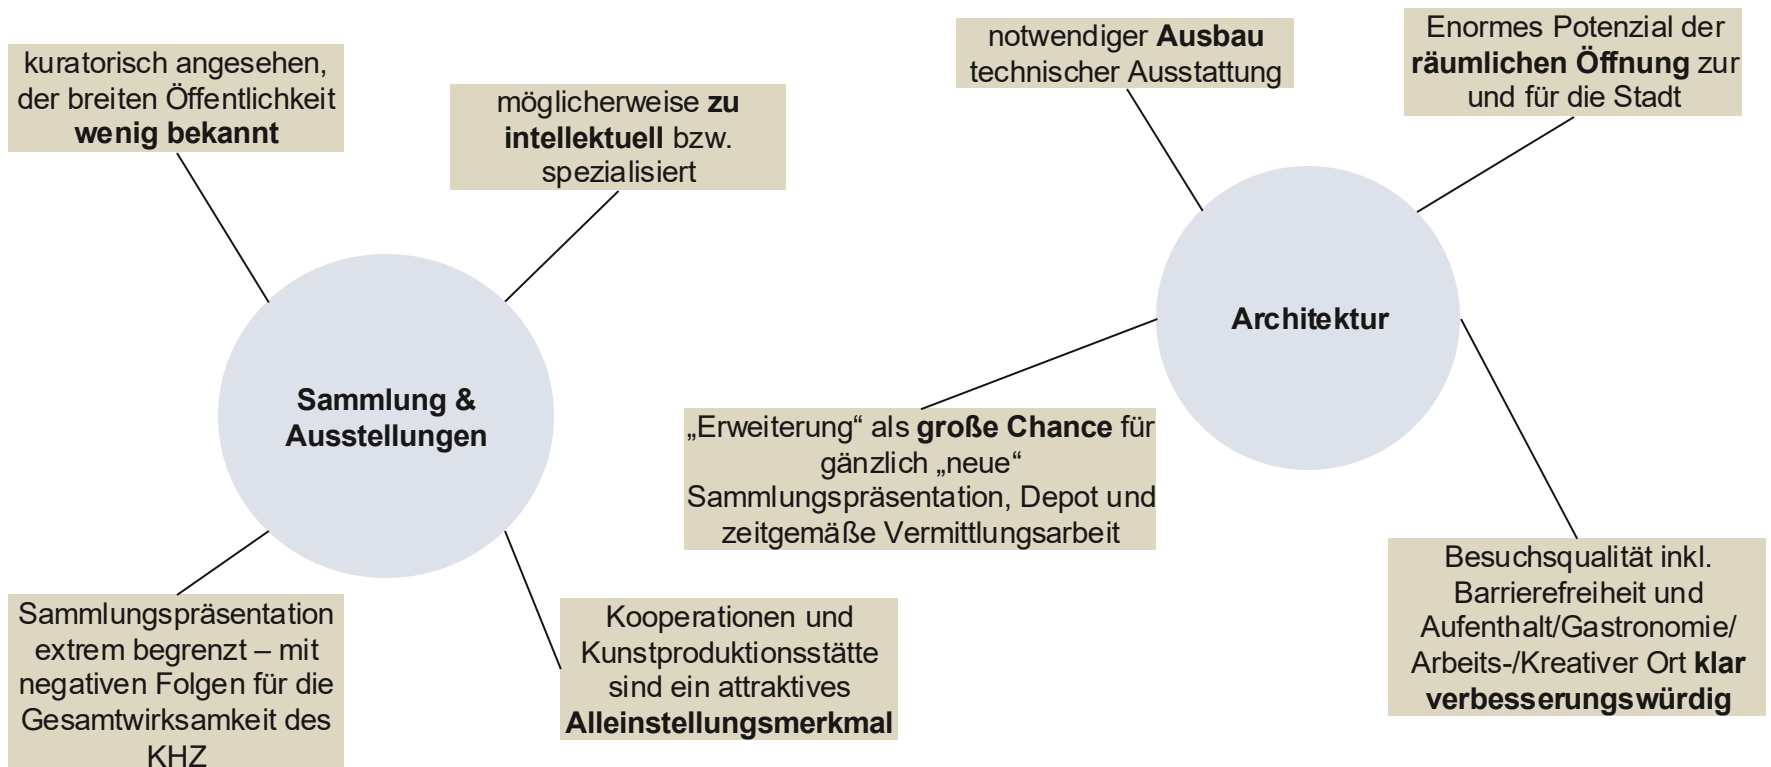 kuratorisch angesehen,
der breiten Öffentlichkeit
wenig bekannt
möglicherweise zu
intellektuell bzw.
spezialisiert
Sammlung &
Ausstellungen
Sammlungspräsentation
extrem begrenzt – mit
negativen Folgen für die
Gesamtwirksamkeit des
KHZ
Kooperationen und
Kunstproduktionsstätte
sind ein attraktives
Alleinstellungsmerkmal
notwendiger Ausbau
technischer Ausstattung
Enormes Potenzial der
räumlichen Öffnung zur
und für die Stadt
Architektur
„Erweiterung“ als große Chance für
gänzlich „neue“
Sammlungspräsentation, Depot und
zeitgemäße Vermittlungsarbeit
Besuchsqualität inkl.
Barrierefreiheit und
Aufenthalt/Gastronomie/
Arbeits-/Kreativer Ort klar
verbesserungswürdig